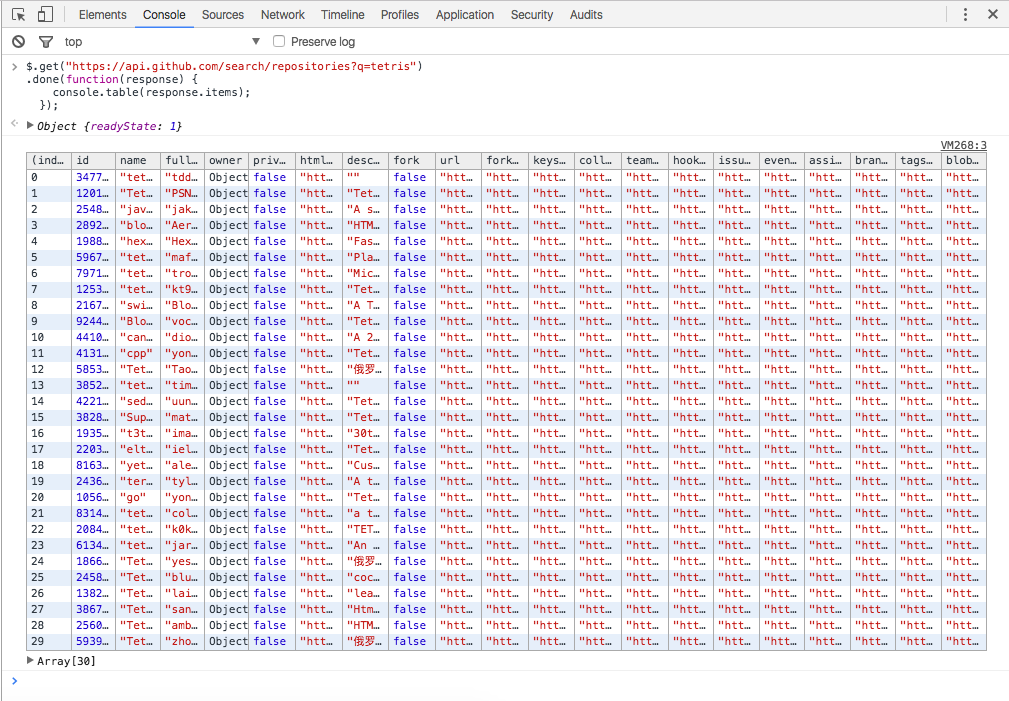 Elements Console Sources Network Timeline Profiles Application Security Audits
top Preserve log
$.get("https://api.github.com/search/repositories?q=tetris")
.done(function(response) {
console.table(response.items);
});
Object {readyState: 1}
VM268:3
(ind… id name full… owner priv… html… desc… fork url fork… keys… coll… team… hook… issu… even… assi… bran… tags… blob…
0 3477… "tet… "tdd… Object false "htt… "" false "htt… "htt… "htt… "htt… "htt… "htt… "htt… "htt… "htt… "htt… "htt… "htt…
1 1201… "Tet… "PSN… Object false "htt… "Tet… false "htt… "htt… "htt… "htt… "htt… "htt… "htt… "htt… "htt… "htt… "htt… "htt…
2 2548… "jav… "jak… Object false "htt… "A s… false "htt… "htt… "htt… "htt… "htt… "htt… "htt… "htt… "htt… "htt… "htt… "htt…
3 2892… "blo… "Aer… Object false "htt… "HTM… false "htt… "htt… "htt… "htt… "htt… "htt… "htt… "htt… "htt… "htt… "htt… "htt…
4 1988… "hex… "Hex… Object false "htt… "Fas… false "htt… "htt… "htt… "htt… "htt… "htt… "htt… "htt… "htt… "htt… "htt… "htt…
5 5967… "tet… "maf… Object false "htt… "Pla… false "htt… "htt… "htt… "htt… "htt… "htt… "htt… "htt… "htt… "htt… "htt… "htt…
6 7971… "tet… "tro… Object false "htt… "Mic… false "htt… "htt… "htt… "htt… "htt… "htt… "htt… "htt… "htt… "htt… "htt… "htt…
7 1253… "tet… "kt9… Object false "htt… "Tet… false "htt… "htt… "htt… "htt… "htt… "htt… "htt… "htt… "htt… "htt… "htt… "htt…
8 2167… "swi… "Blo… Object false "htt… "A T… false "htt… "htt… "htt… "htt… "htt… "htt… "htt… "htt… "htt… "htt… "htt… "htt…
9 9244… "Blo… "voc… Object false "htt… "Tet… false "htt… "htt… "htt… "htt… "htt… "htt… "htt… "htt… "htt… "htt… "htt… "htt…
10 4410… "can… "dio… Object false "htt… "A 2… false "htt… "htt… "htt… "htt… "htt… "htt… "htt… "htt… "htt… "htt… "htt… "htt…
11 4131… "cpp" "yon… Object false "htt… "Tet… false "htt… "htt… "htt… "htt… "htt… "htt… "htt… "htt… "htt… "htt… "htt… "htt…
12 5853… "Tet… "Tao… Object false "htt… "俄罗… false "htt… "htt… "htt… "htt… "htt… "htt… "htt… "htt… "htt… "htt… "htt… "htt…
13 3852… "tet… "tim… Object false "htt… "" false "htt… "htt… "htt… "htt… "htt… "htt… "htt… "htt… "htt… "htt… "htt… "htt…
14 4221… "sed… "uun… Object false "htt… "Tet… false "htt… "htt… "htt… "htt… "htt… "htt… "htt… "htt… "htt… "htt… "htt… "htt…
15 3828… "Sup… "mat… Object false "htt… "Tet… false "htt… "htt… "htt… "htt… "htt… "htt… "htt… "htt… "htt… "htt… "htt… "htt…
16 1935… "t3t… "ima… Object false "htt… "30t… false "htt… "htt… "htt… "htt… "htt… "htt… "htt… "htt… "htt… "htt… "htt… "htt…
17 2203… "elt… "iel… Object false "htt… "Tet… false "htt… "htt… "htt… "htt… "htt… "htt… "htt… "htt… "htt… "htt… "htt… "htt…
18 8163… "yet… "ale… Object false "htt… "Cus… false "htt… "htt… "htt… "htt… "htt… "htt… "htt… "htt… "htt… "htt… "htt… "htt…
19 2436… "ter… "tyl… Object false "htt… "A t… false "htt… "htt… "htt… "htt… "htt… "htt… "htt… "htt… "htt… "htt… "htt… "htt…
20 1056… "go" "yon… Object false "htt… "Tet… false "htt… "htt… "htt… "htt… "htt… "htt… "htt… "htt… "htt… "htt… "htt… "htt…
21 8314… "tet… "col… Object false "htt… "a t… false "htt… "htt… "htt… "htt… "htt… "htt… "htt… "htt… "htt… "htt… "htt… "htt…
22 2084… "tet… "k0k… Object false "htt… "TET… false "htt… "htt… "htt… "htt… "htt… "htt… "htt… "htt… "htt… "htt… "htt… "htt…
23 6134… "Tet… "jar… Object false "htt… "An … false "htt… "htt… "htt… "htt… "htt… "htt… "htt… "htt… "htt… "htt… "htt… "htt…
24 1866… "Tet… "yes… Object false "htt… "俄罗… false "htt… "htt… "htt… "htt… "htt… "htt… "htt… "htt… "htt… "htt… "htt… "htt…
25 2458… "Tet… "blu… Object false "htt… "coc… false "htt… "htt… "htt… "htt… "htt… "htt… "htt… "htt… "htt… "htt… "htt… "htt…
26 1382… "Tet… "lai… Object false "htt… "lea… false "htt… "htt… "htt… "htt… "htt… "htt… "htt… "htt… "htt… "htt… "htt… "htt…
27 3867… "Tet… "san… Object false "htt… "Htm… false "htt… "htt… "htt… "htt… "htt… "htt… "htt… "htt… "htt… "htt… "htt… "htt…
28 2560… "Tet… "amb… Object false "htt… "HTM… false "htt… "htt… "htt… "htt… "htt… "htt… "htt… "htt… "htt… "htt… "htt… "htt…
29 5939… "Tet… "zho… Object false "htt… "俄罗… false "htt… "htt… "htt… "htt… "htt… "htt… "htt… "htt… "htt… "htt… "htt… "htt…
Array[30]